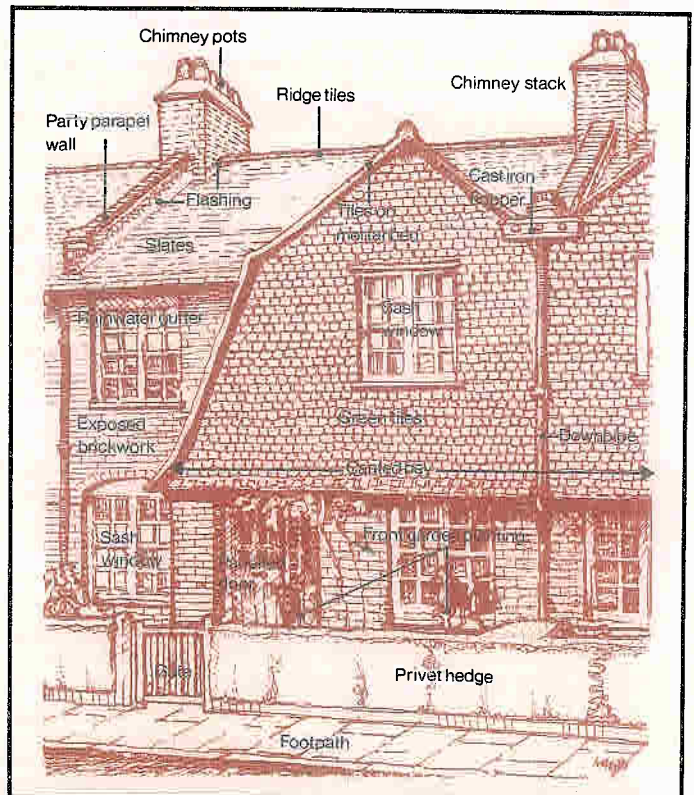 Chimney pots
Ridge tiles
Chimney stack
Party parapet
wall
Cast iron
hopper
Flashing
Tiles on
mortar bed
Slates
Rainwater gutter
Sash
window
Exposed
brickwork
Green tiles
Downpipe
Canted bay
Sash
window
Front garden planting
Panelled
door
Gate
Privet hedge
Footpath